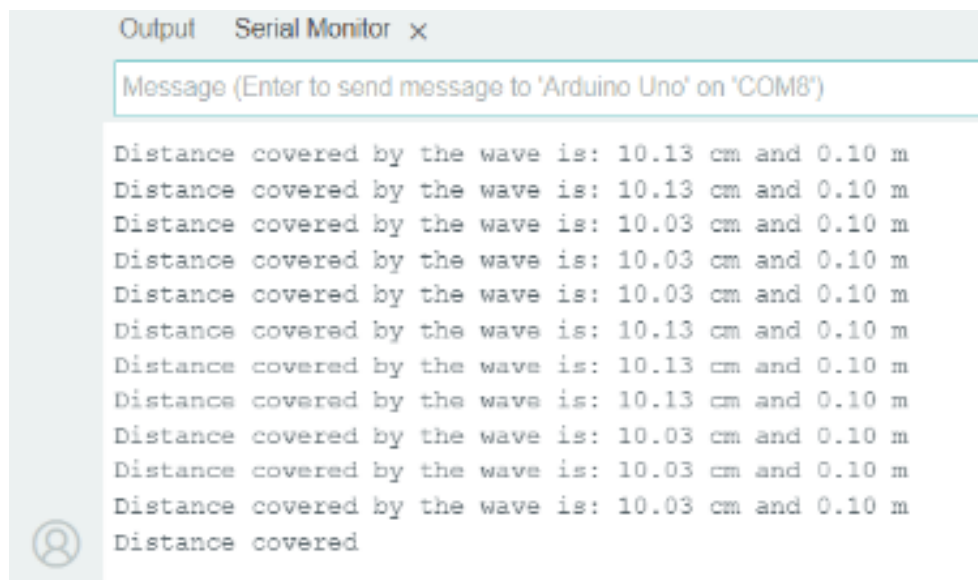 Output Serial Monitor ×
Message (Enter to send message to 'Arduino Uno' on 'COM8')
Distance covered by the wave is: 10.13 cm and 0.10 m
Distance covered by the wave is: 10.13 cm and 0.10 m
Distance covered by the wave is: 10.03 cm and 0.10 m
Distance covered by the wave is: 10.03 cm and 0.10 m
Distance covered by the wave is: 10.03 cm and 0.10 m
Distance covered by the wave is: 10.13 cm and 0.10 m
Distance covered by the wave is: 10.13 cm and 0.10 m
Distance covered by the wave is: 10.13 cm and 0.10 m
Distance covered by the wave is: 10.03 cm and 0.10 m
Distance covered by the wave is: 10.03 cm and 0.10 m
Distance covered by the wave is: 10.03 cm and 0.10 m
Distance covered